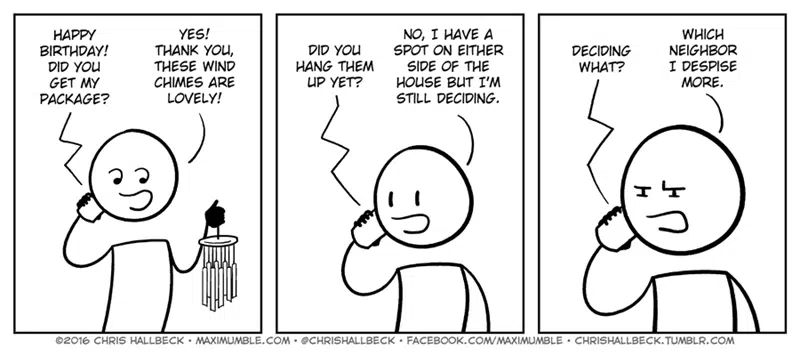 HAPPY
BIRTHDAY!
DID YOU
GET MY
PACKAGE?
YES!
THANK YOU,
THESE WIND
CHIMES ARE
LOVELY!
DID YOU
HANG THEM
UP YET?
NO, I HAVE A
SPOT ON EITHER
SIDE OF THE
HOUSE BUT I'M
STILL DECIDING.
DECIDING
WHAT?
WHICH
NEIGHBOR
I DESPISE
MORE.
©2016 CHRIS HALLBECK • MAXIMUMBLE.COM • @CHRISHALLBECK • FACEBOOK.COM/MAXIMUMBLE • CHRISHALLBECK.TUMBLR.COM